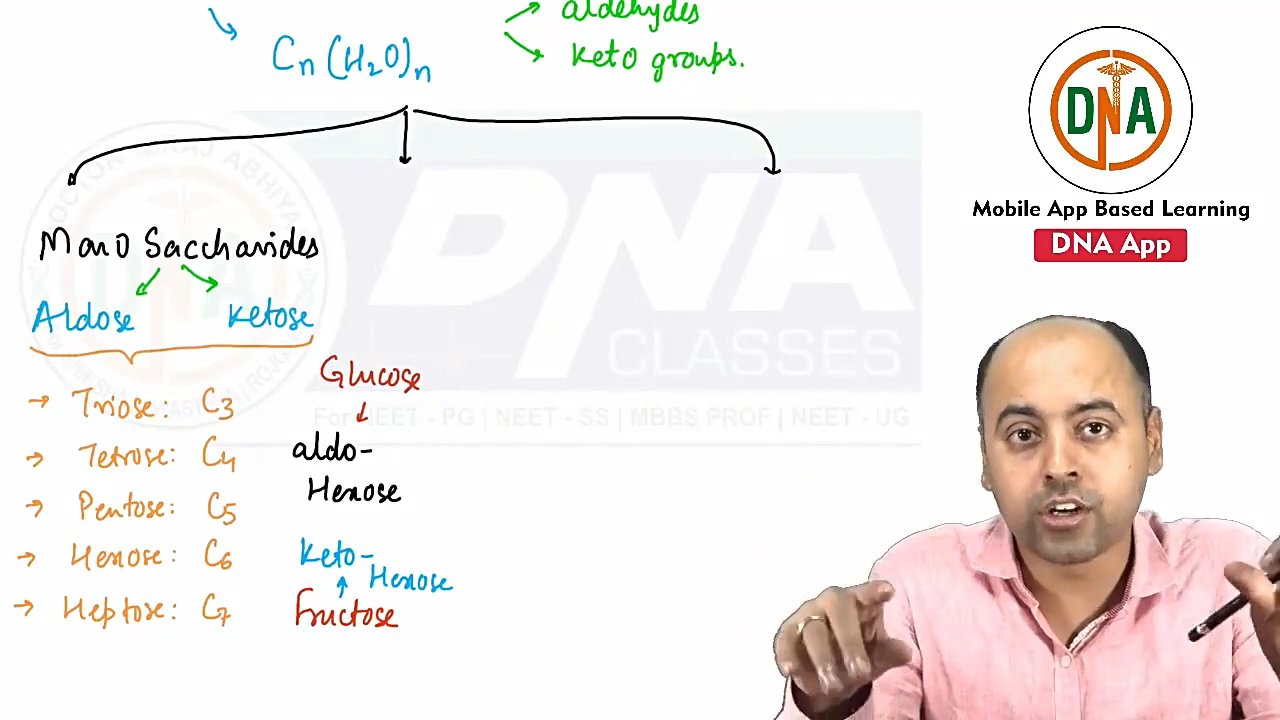 aldehydes
Cn(H2O)n
keto groups.
Mono Saccharides
Aldose
Ketose
→ Triose: C3
→ Tetrose: C4
→ Pentose: C5
→ Hexose: C6
→ Heptose: C7
Glucose
aldo-
Hexose
Keto-
Hexose
Fructose
DNA
CLASSES
For NEET - PG | NEET - SS | MBBS PROF | NEET - UG
DNA
Mobile App Based Learning
DNA App